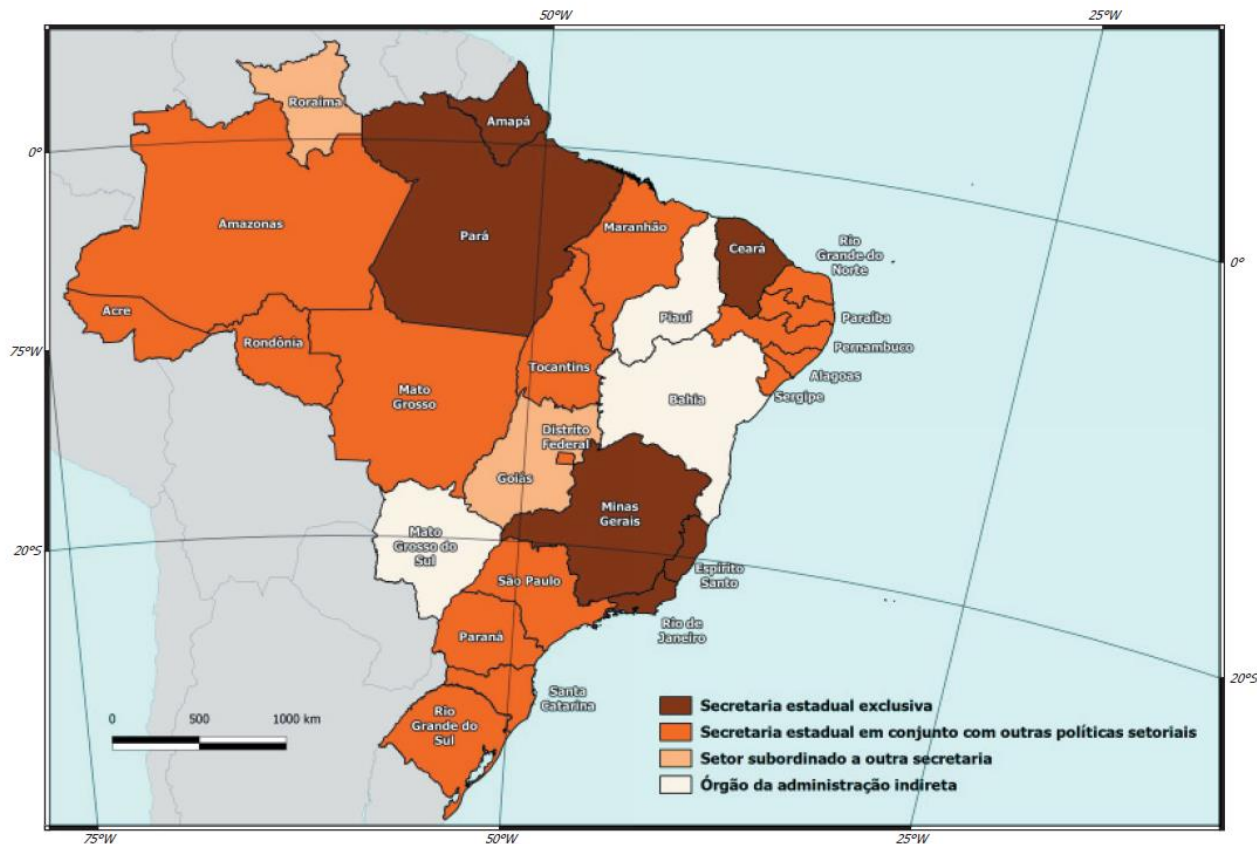 50°W
25°W
Roraima
Amapá
0°
Amazonas
Pará
Maranhão
Ceará
Rio
Grande do
Norte
0°
Acre
Piauí
Paraíba
Rondônia
Pernambuco
75°W
Tocantins
Alagoas
Mato
Grosso
Bahia
Sergipe
Distrito
Federal
Goiás
Minas
Gerais
Mato
Grosso do
Sul
20°S
São Paulo
Espírito
Santo
Rio de
Janeiro
Paraná
20°S
Santa
Catarina
Rio
Grande do
Sul
0 500 1000 km
Secretaria estadual exclusiva
Secretaria estadual em conjunto com outras políticas setoriais
Setor subordinado a outra secretaria
Órgão da administração indireta
75°W
50°W
25°W